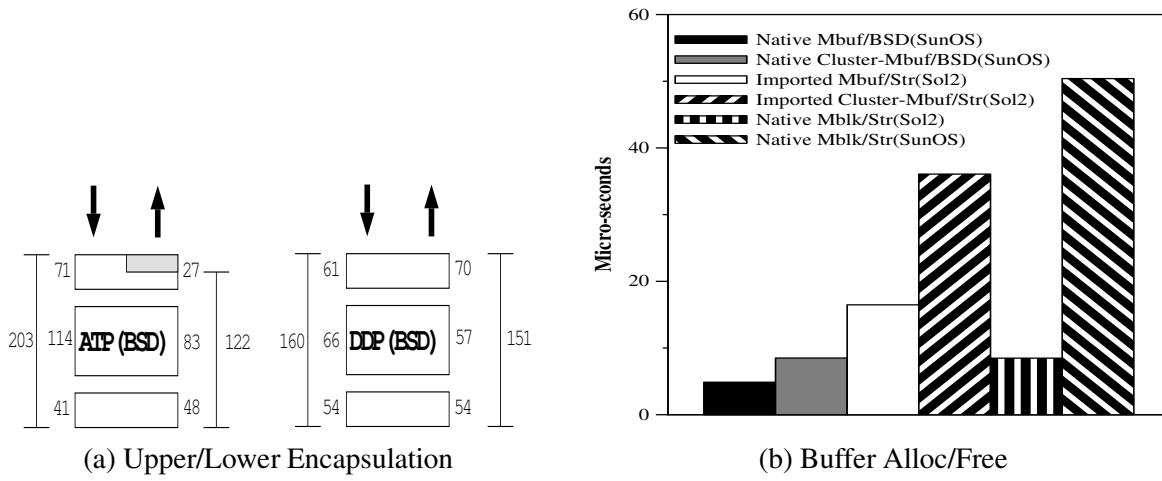 71
27
203
114
ATP(BSD)
83
122
41
48
61
70
160
66
DDP(BSD)
57
151
54
54
(a) Upper/Lower Encapsulation
60
40
20
0
Micro-seconds
Native Mbuf/BSD(SunOS)
Native Cluster-Mbuf/BSD(SunOS)
Imported Mbuf/Str(Sol2)
Imported Cluster-Mbuf/Str(Sol2)
Native Mblk/Str(Sol2)
Native Mblk/Str(SunOS)
(b) Buffer Alloc/Free